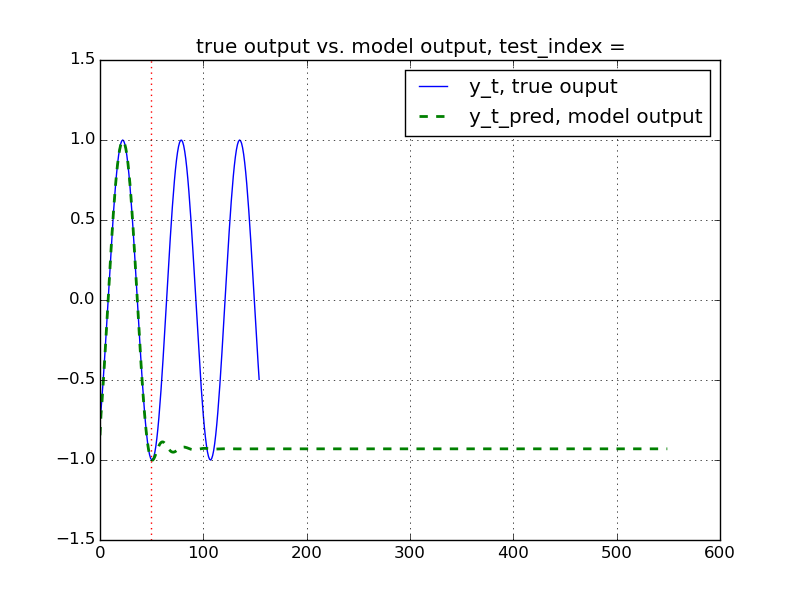 true output vs. model output, test_index =
y_t, true ouput
y_t_pred, model output
1.5
1.0
0.5
0.0
−0.5
−1.0
−1.5
0 100 200 300 400 500 600